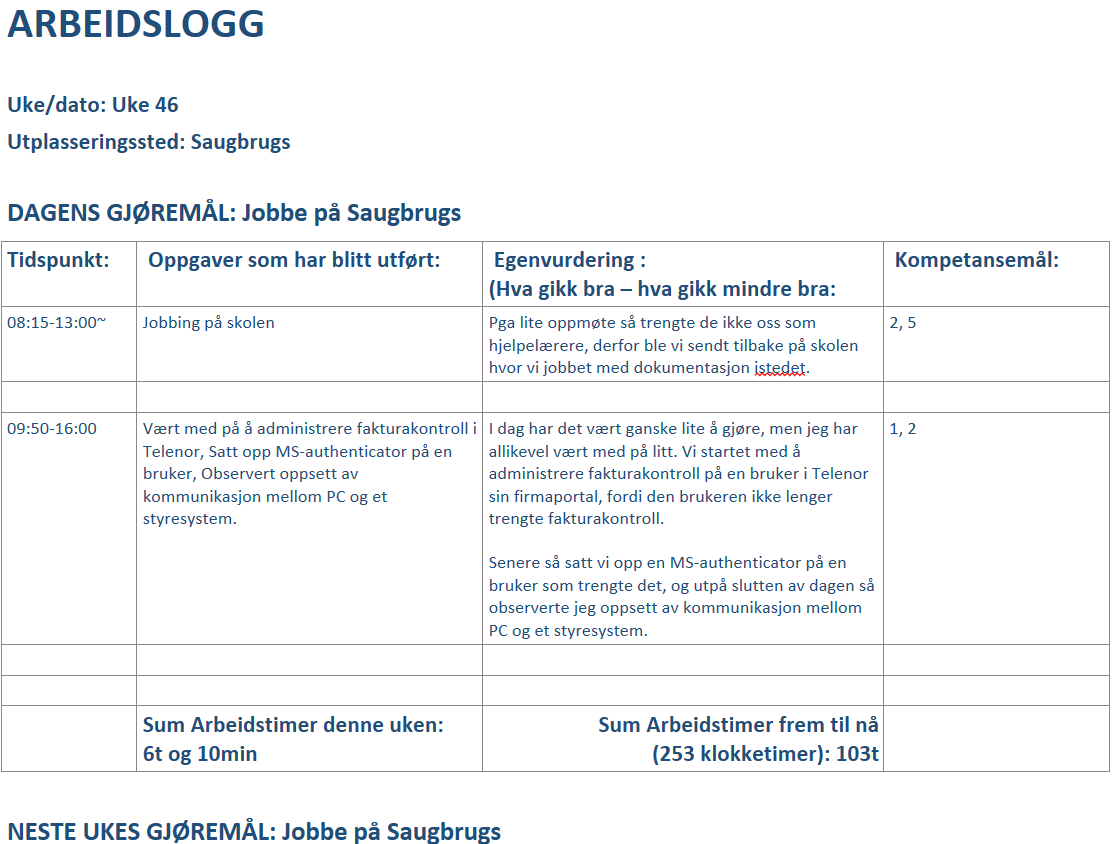 ARBEIDSLOGG
Uke/dato: Uke 46
Utplasseringssted: Saugbrugs
DAGENS GJØREMÅL: Jobbe på Saugbrugs
Tidspunkt:
Oppgaver som har blitt utført:
Egenvurdering :
(Hva gikk bra – hva gikk mindre bra:
Kompetansemål:
08:15-13:00~
Jobbing på skolen
Pga lite oppmøte så trengte de ikke oss som
hjelpelærere, derfor ble vi sendt tilbake på skolen
hvor vi jobbet med dokumentasjon istedet.
2, 5
09:50-16:00
Vært med på å administrere fakturakontroll i
Telenor, Satt opp MS-authenticator på en
bruker, Observert oppsett av
kommunikasjon mellom PC og et
styresystem.
I dag har det vært ganske lite å gjøre, men jeg har
allikevel vært med på litt. Vi startet med å
administrere fakturakontroll på en bruker i Telenor
sin firmaportal, fordi den brukeren ikke lenger
trengte fakturakontroll.
Senere så satt vi opp en MS-authenticator på en
bruker som trengte det, og utpå slutten av dagen så
observerte jeg oppsett av kommunikasjon mellom
PC og et styresystem.
1, 2
Sum Arbeidstimer denne uken:
6t og 10min
Sum Arbeidstimer frem til nå
(253 klokketimer): 103t
NESTE UKES GJØREMÅL: Jobbe på Saugbrugs